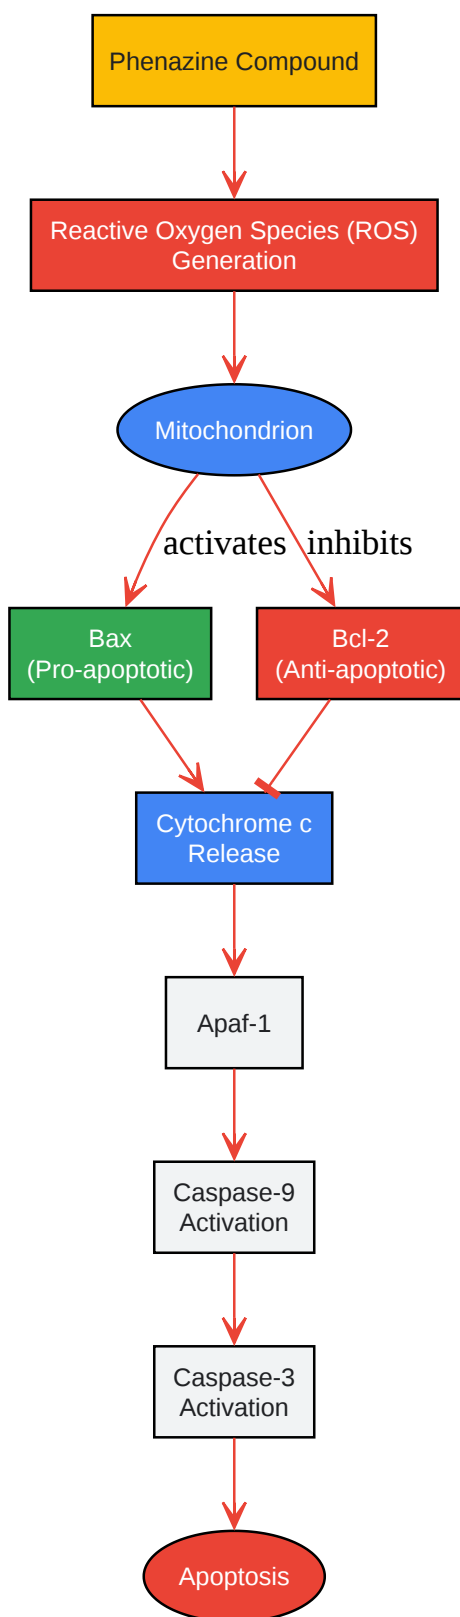 Phenazine Compound
Reactive Oxygen Species (ROS)
Generation
Mitochondrion
activates
inhibits
Bax
(Pro-apoptotic)
Bcl-2
(Anti-apoptotic)
Cytochrome c
Release
Apaf-1
Caspase-9
Activation
Caspase-3
Activation
Apoptosis